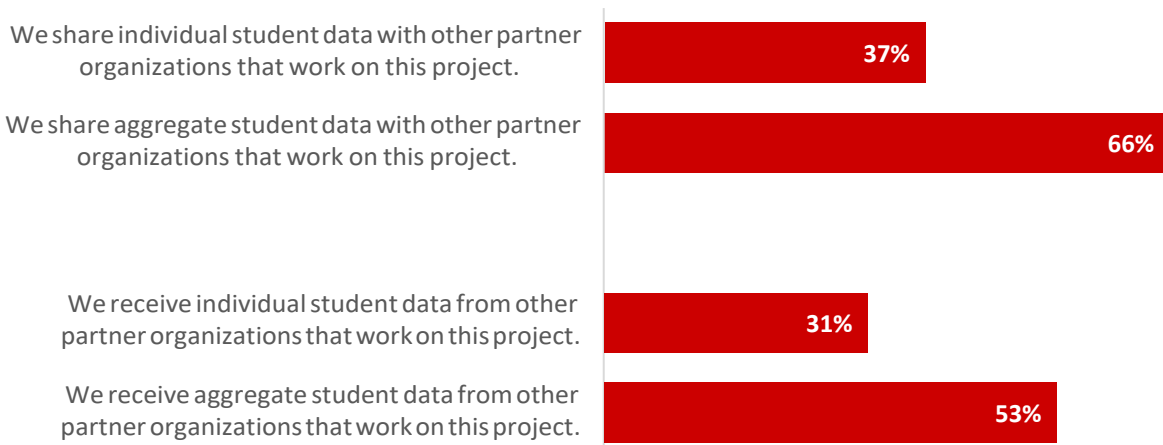 We share individual student data with other partner
organizations that work on this project.
37%
We share aggregate student data with other partner
organizations that work on this project.
66%
We receive individual student data from other
partner organizations that work on this project.
31%
We receive aggregate student data from other
partner organizations that work on this project.
53%